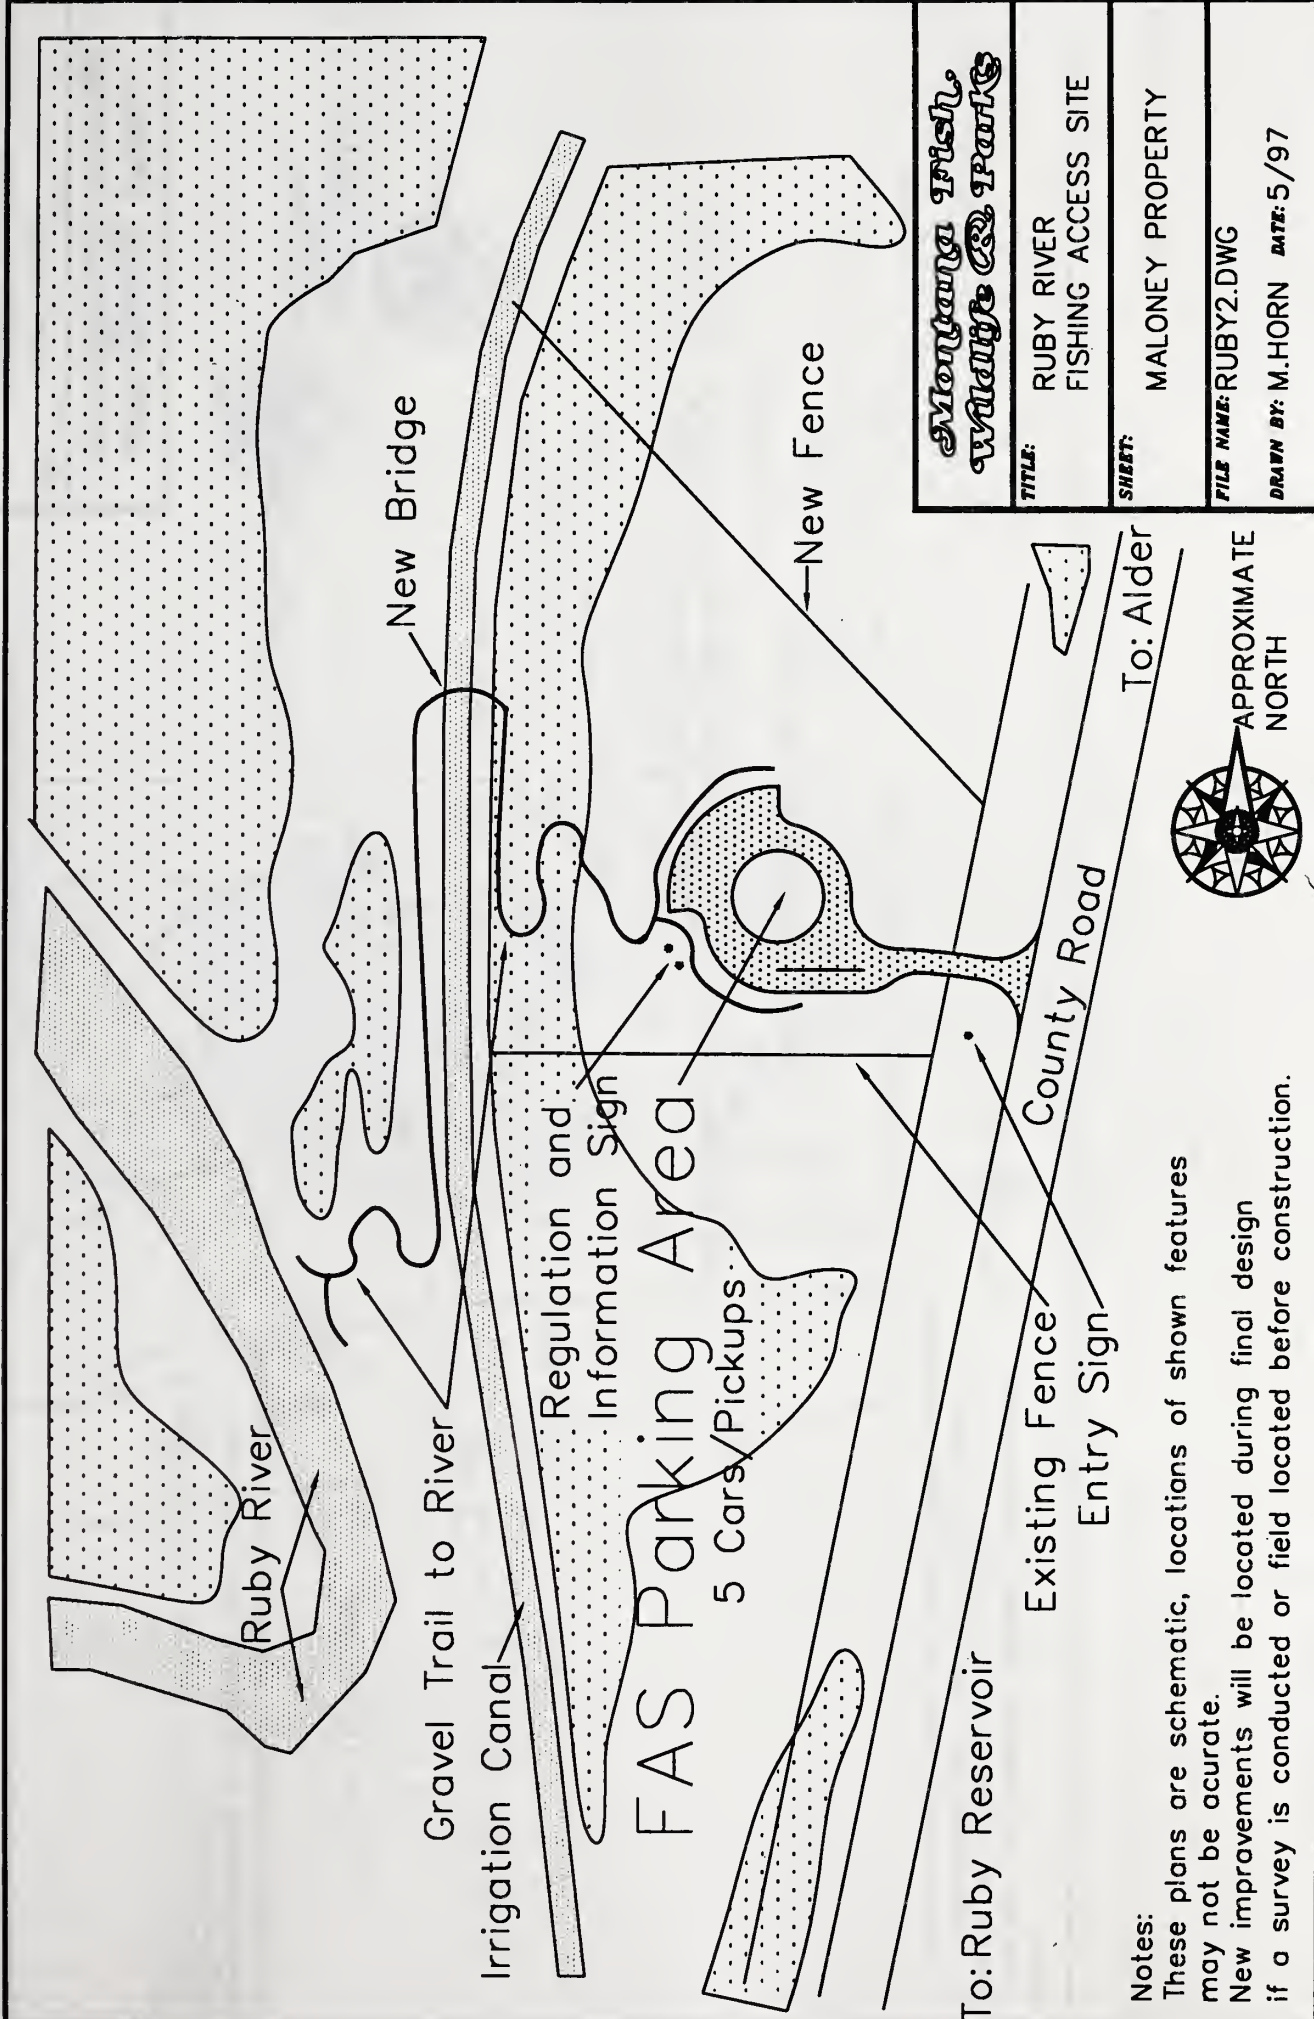 Ruby River
New Bridge
Gravel Trail to River
Irrigation Canal
Regulation and
Information Sign
FAS Parking Area
5 Cars/Pickups
New Fence
To: Alder
County Road
To: Ruby Reservoir
Existing Fence
Entry Sign
APPROXIMATE
NORTH
Notes:
These plans are schematic, locations of shown features
may not be acurate.
New improvements will be located during final design
if a survey is conducted or field located before construction.
Montana Fish,
Wildlife & Parks
TITLE: RUBY RIVER
FISHING ACCESS SITE
SHEET: MALONEY PROPERTY
FILE NAME: RUBY2.DWG
DRAWN BY: M.HORN DATE: 5/97